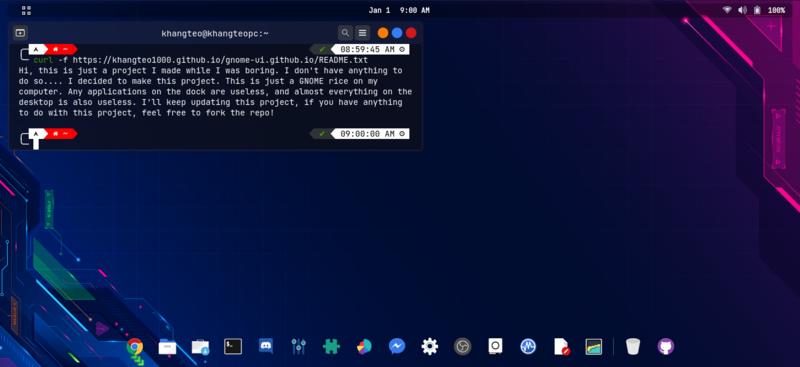 Jan 1 9:00 AM 100%
khangteo@khangteopc:~
~ ✓ 08:59:45 AM
curl -f https://khangteo1000.github.io/gnome-ui.github.io/README.txt
Hi, this is just a project I made while I was boring. I don't have anything to
do so.... I decided to make this project. This is just a GNOME rice on my
computer. Any applications on the dock are useless, and almost everything on the
desktop is also useless. I'll keep updating this project, if you have anything
to do with this project, feel free to fork the repo!
~ ✓ 09:00:00 AM